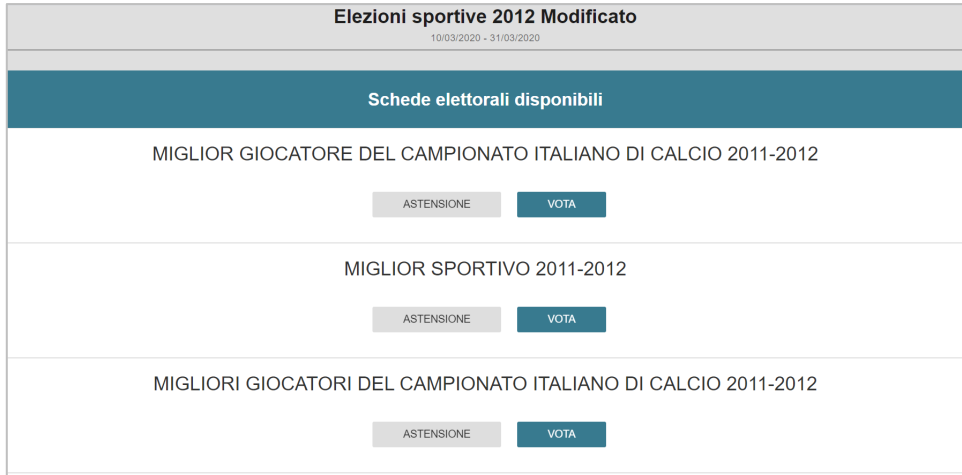 Elezioni sportive 2012 Modificato
10/03/2020 - 31/03/2020
Schede elettorali disponibili
MIGLIOR GIOCATORE DEL CAMPIONATO ITALIANO DI CALCIO 2011-2012
ASTENSIONE VOTA
MIGLIOR SPORTIVO 2011-2012
ASTENSIONE VOTA
MIGLIORI GIOCATORI DEL CAMPIONATO ITALIANO DI CALCIO 2011-2012
ASTENSIONE VOTA